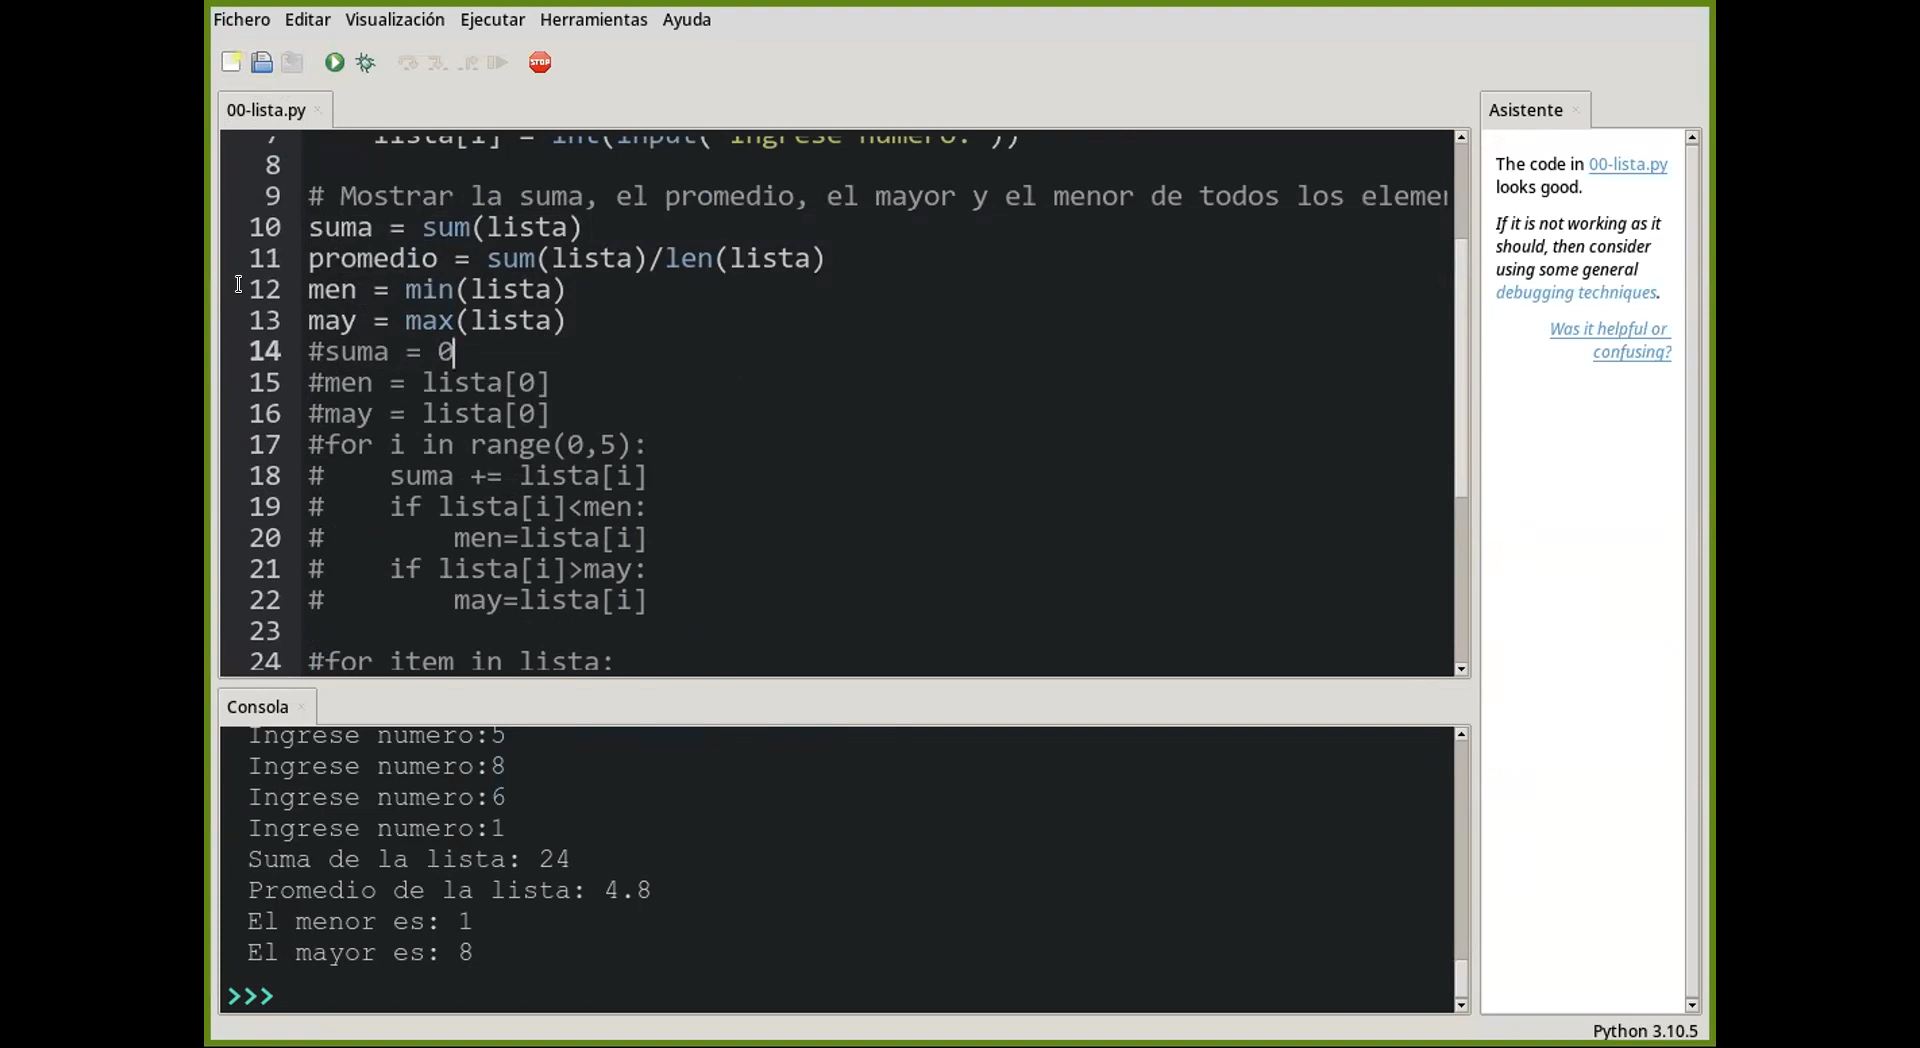 Fichero Editar Visualización Ejecutar Herramientas Ayuda
STOP
00-lista.py
Asistente
7 lista[i] = int(input("Ingrese numero:"))
8
9 # Mostrar la suma, el promedio, el mayor y el menor de todos los elemen
10 suma = sum(lista)
11 promedio = sum(lista)/len(lista)
12 men = min(lista)
13 may = max(lista)
14 #suma = 0
15 #men = lista[0]
16 #may = lista[0]
17 #for i in range(0,5):
18 #    suma += lista[i]
19 #    if lista[i]<men:
20 #        men=lista[i]
21 #    if lista[i]>may:
22 #        may=lista[i]
23
24 #for item in lista:
The code in 00-lista.py
looks good.
If it is not working as it
should, then consider
using some general
debugging techniques.
Was it helpful or
confusing?
Consola
Ingrese numero:5
Ingrese numero:8
Ingrese numero:6
Ingrese numero:1
Suma de la lista: 24
Promedio de la lista: 4.8
El menor es: 1
El mayor es: 8
>>>
Python 3.10.5